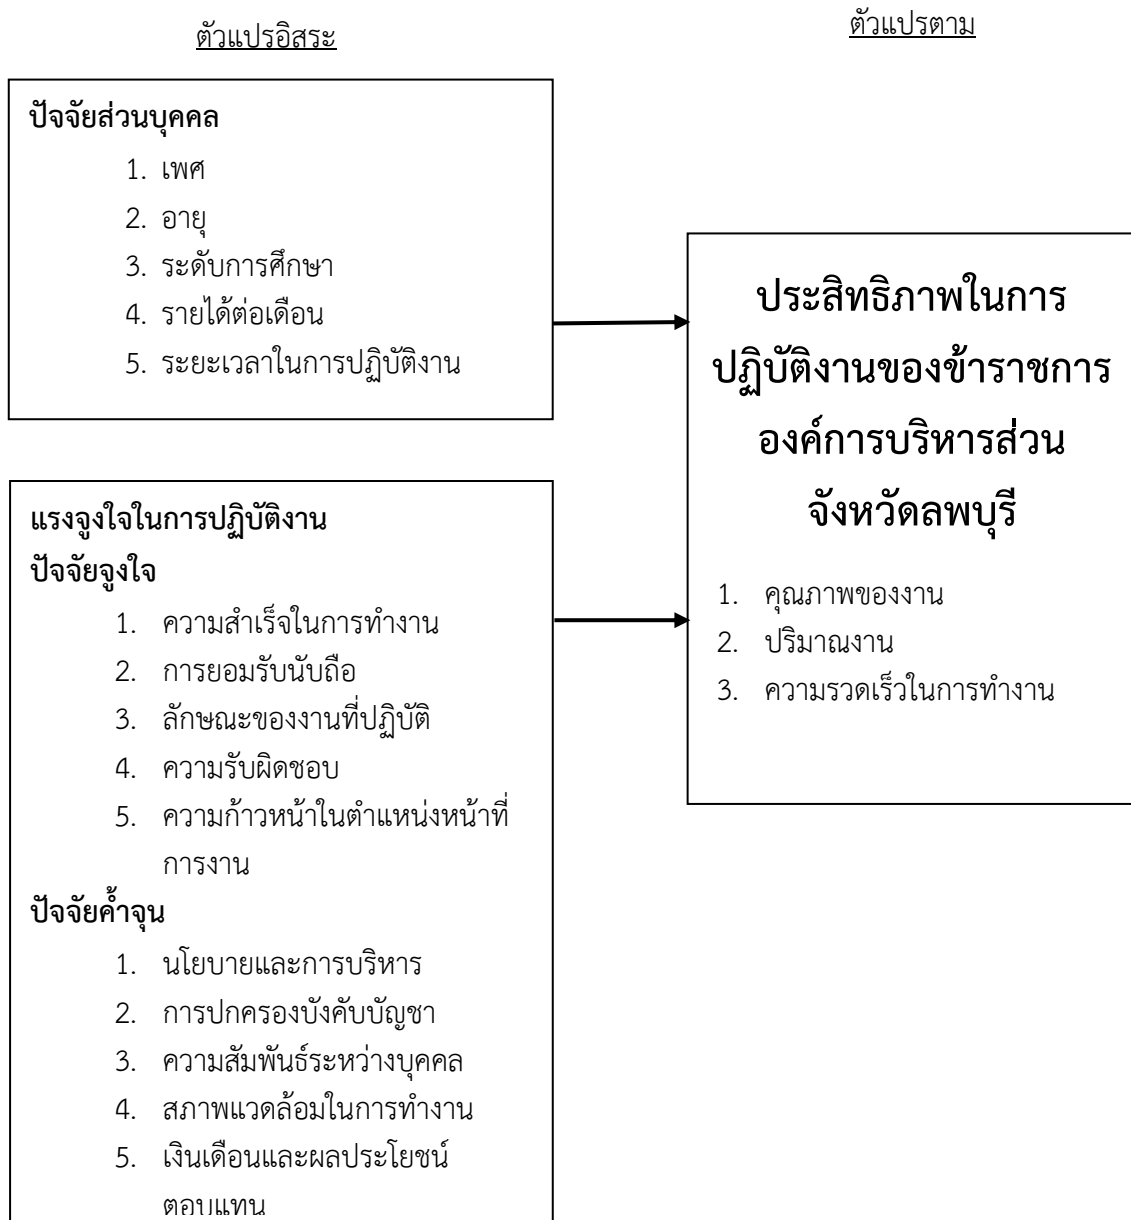 ตัวแปรอิสระ
ตัวแปรตาม
ปัจจัยส่วนบุคคล
1. เพศ
2. อายุ
3. ระดับการศึกษา
4. รายได้ต่อเดือน
5. ระยะเวลาในการปฏิบัติงาน
แรงจูงใจในการปฏิบัติงาน
ปัจจัยจูงใจ
1. ความสำเร็จในการทำงาน
2. การยอมรับนับถือ
3. ลักษณะของงานที่ปฏิบัติ
4. ความรับผิดชอบ
5. ความก้าวหน้าในตำแหน่งหน้าที่
การงาน
ปัจจัยค้ำจุน
1. นโยบายและการบริหาร
2. การปกครองบังคับบัญชา
3. ความสัมพันธ์ระหว่างบุคคล
4. สภาพแวดล้อมในการทำงาน
5. เงินเดือนและผลประโยชน์
ตอบแทน
ประสิทธิภาพในการ
ปฏิบัติงานของข้าราชการ
องค์การบริหารส่วน
จังหวัดลพบุรี
1. คุณภาพของงาน
2. ปริมาณงาน
3. ความรวดเร็วในการทำงาน